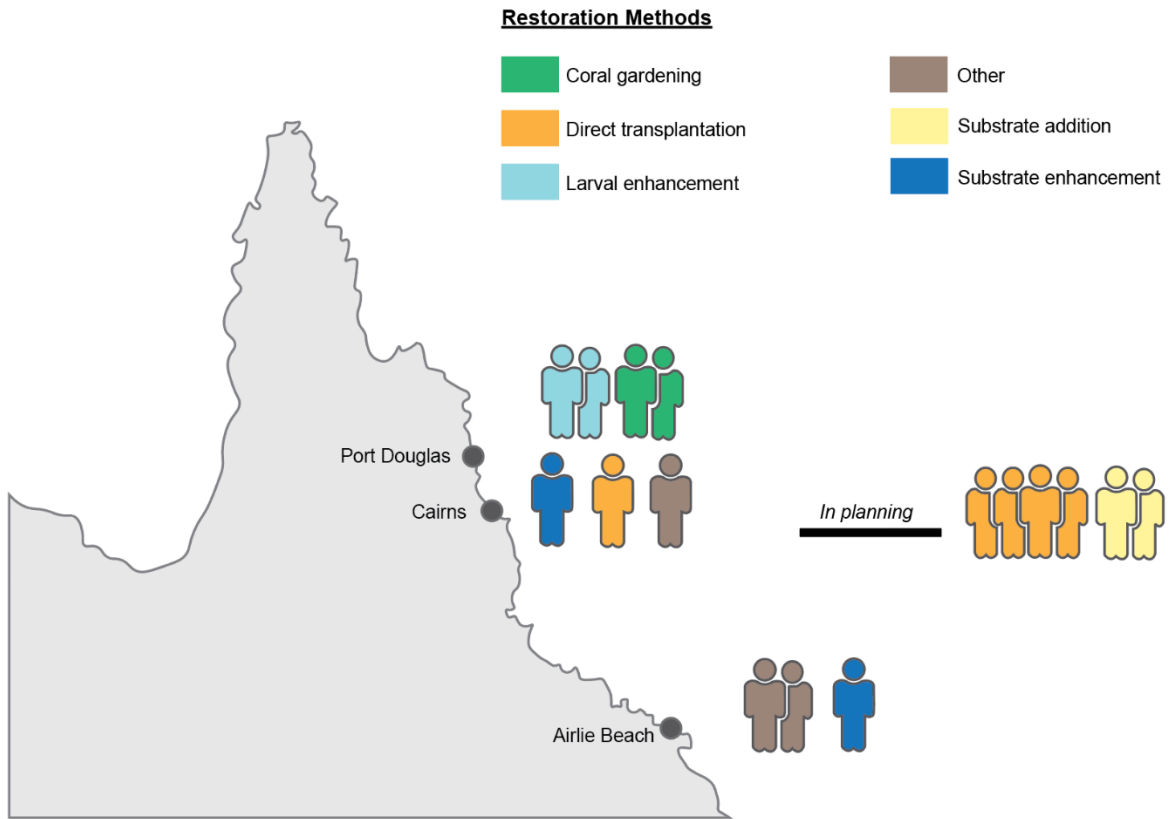 Restoration Methods
Coral gardening
Other
Direct transplantation
Substrate addition
Larval enhancement
Substrate enhancement
Port Douglas
Cairns
In planning
Airlie Beach